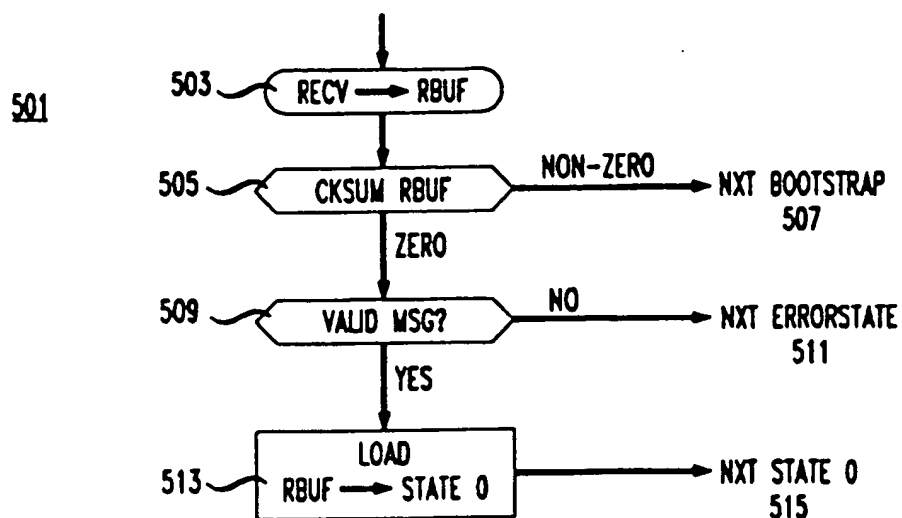 501
503
RECV → RBUF
505
CKSUM RBUF
NON-ZERO
NXT BOOTSTRAP
507
ZERO
509
VALID MSG?
NO
NXT ERRORSTATE
511
YES
513
LOAD
RBUF → STATE 0
NXT STATE 0
515